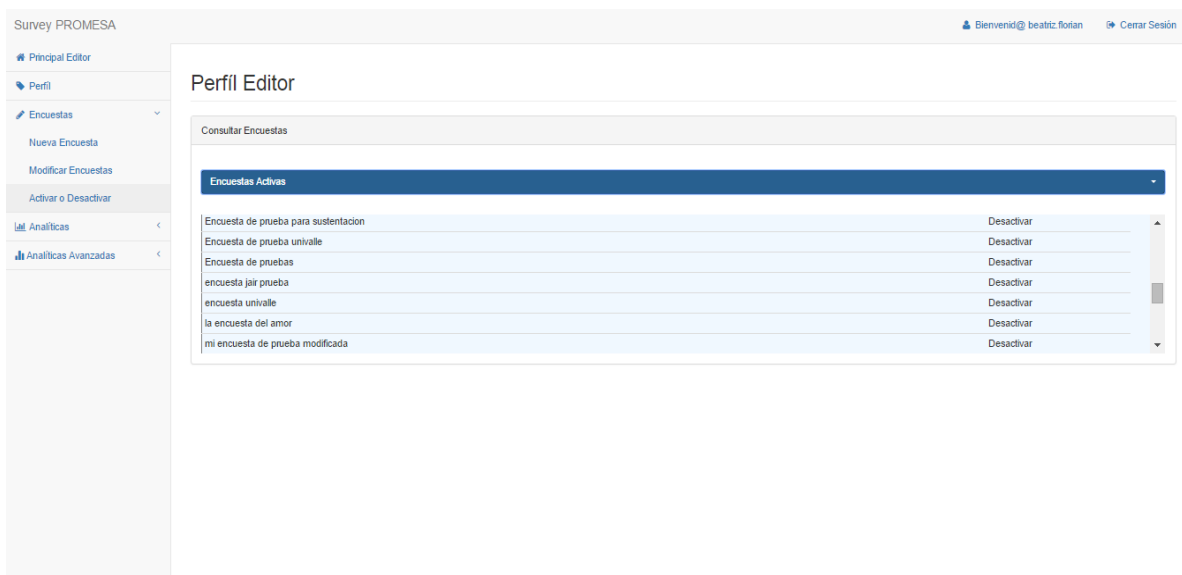 Survey PROMESA
Bienvenid@ beatriz.florian
Cerrar Sesión
Principal Editor
Perfíl
Encuestas
Nueva Encuesta
Modificar Encuestas
Activar o Desactivar
Analíticas
Analíticas Avanzadas
Perfíl Editor
Consultar Encuestas
Encuestas Activas
Encuesta de prueba para sustentacion Desactivar
Encuesta de prueba univalle Desactivar
Encuesta de pruebas Desactivar
encuesta jair prueba Desactivar
encuesta univalle Desactivar
la encuesta del amor Desactivar
mi encuesta de prueba modificada Desactivar